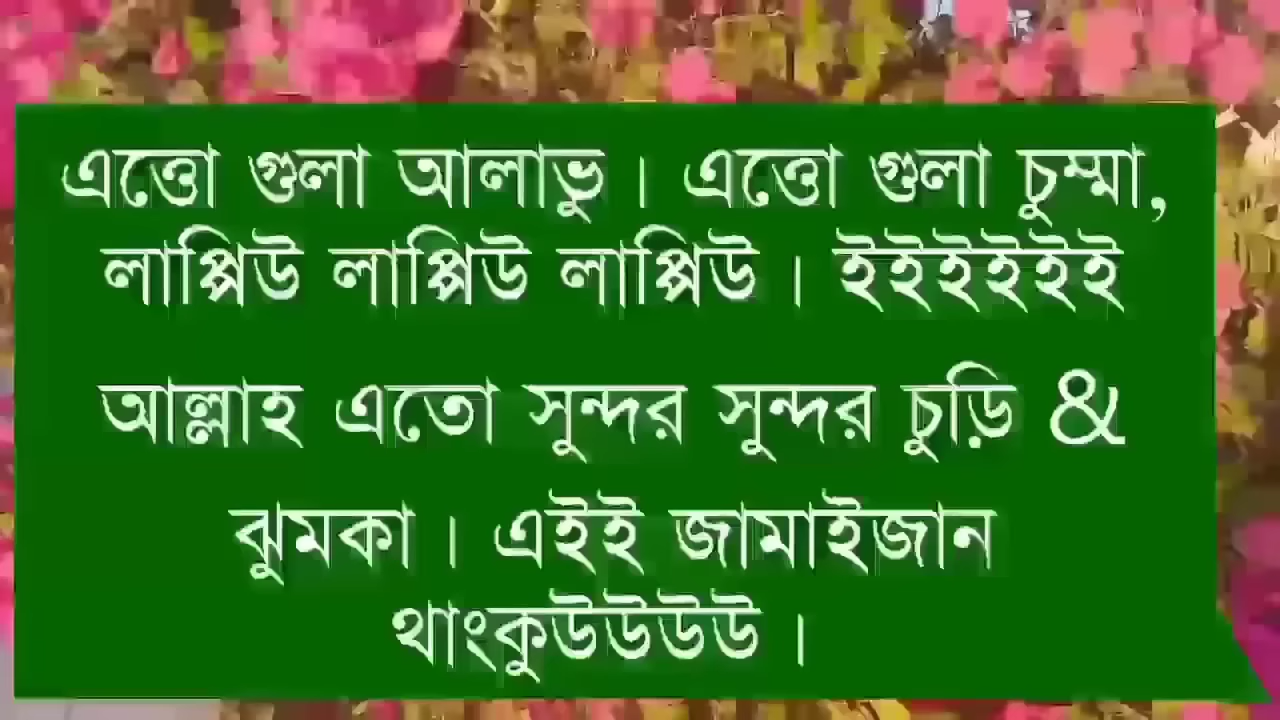 এত্তো গুলা আলাভু । এত্তো গুলা চুম্মা,
লাপ্পিউ লাপ্পিউ লাপ্পিউ । ইইইইইই
আল্লাহ এতো সুন্দর সুন্দর চুড়ি &
ঝুমকা । এইই জামাইজান
থাংকুউউউউ ।